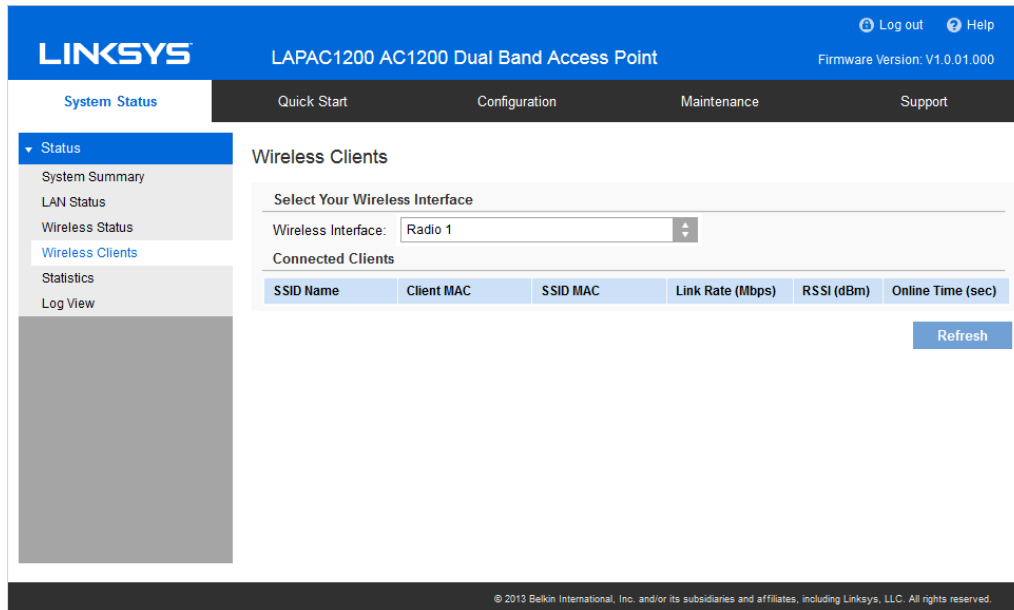 Log out Help
LINKSYS LAPAC1200 AC1200 Dual Band Access Point Firmware Version: V1.0.01.000
System Status Quick Start Configuration Maintenance Support
Status
System Summary
LAN Status
Wireless Status
Wireless Clients
Statistics
Log View
Wireless Clients
Select Your Wireless Interface
Wireless Interface: Radio 1
Connected Clients
SSID Name Client MAC SSID MAC Link Rate (Mbps) RSSI (dBm) Online Time (sec)
Refresh
© 2013 Belkin International, Inc. and/or its subsidiaries and affiliates, including Linksys, LLC. All rights reserved.